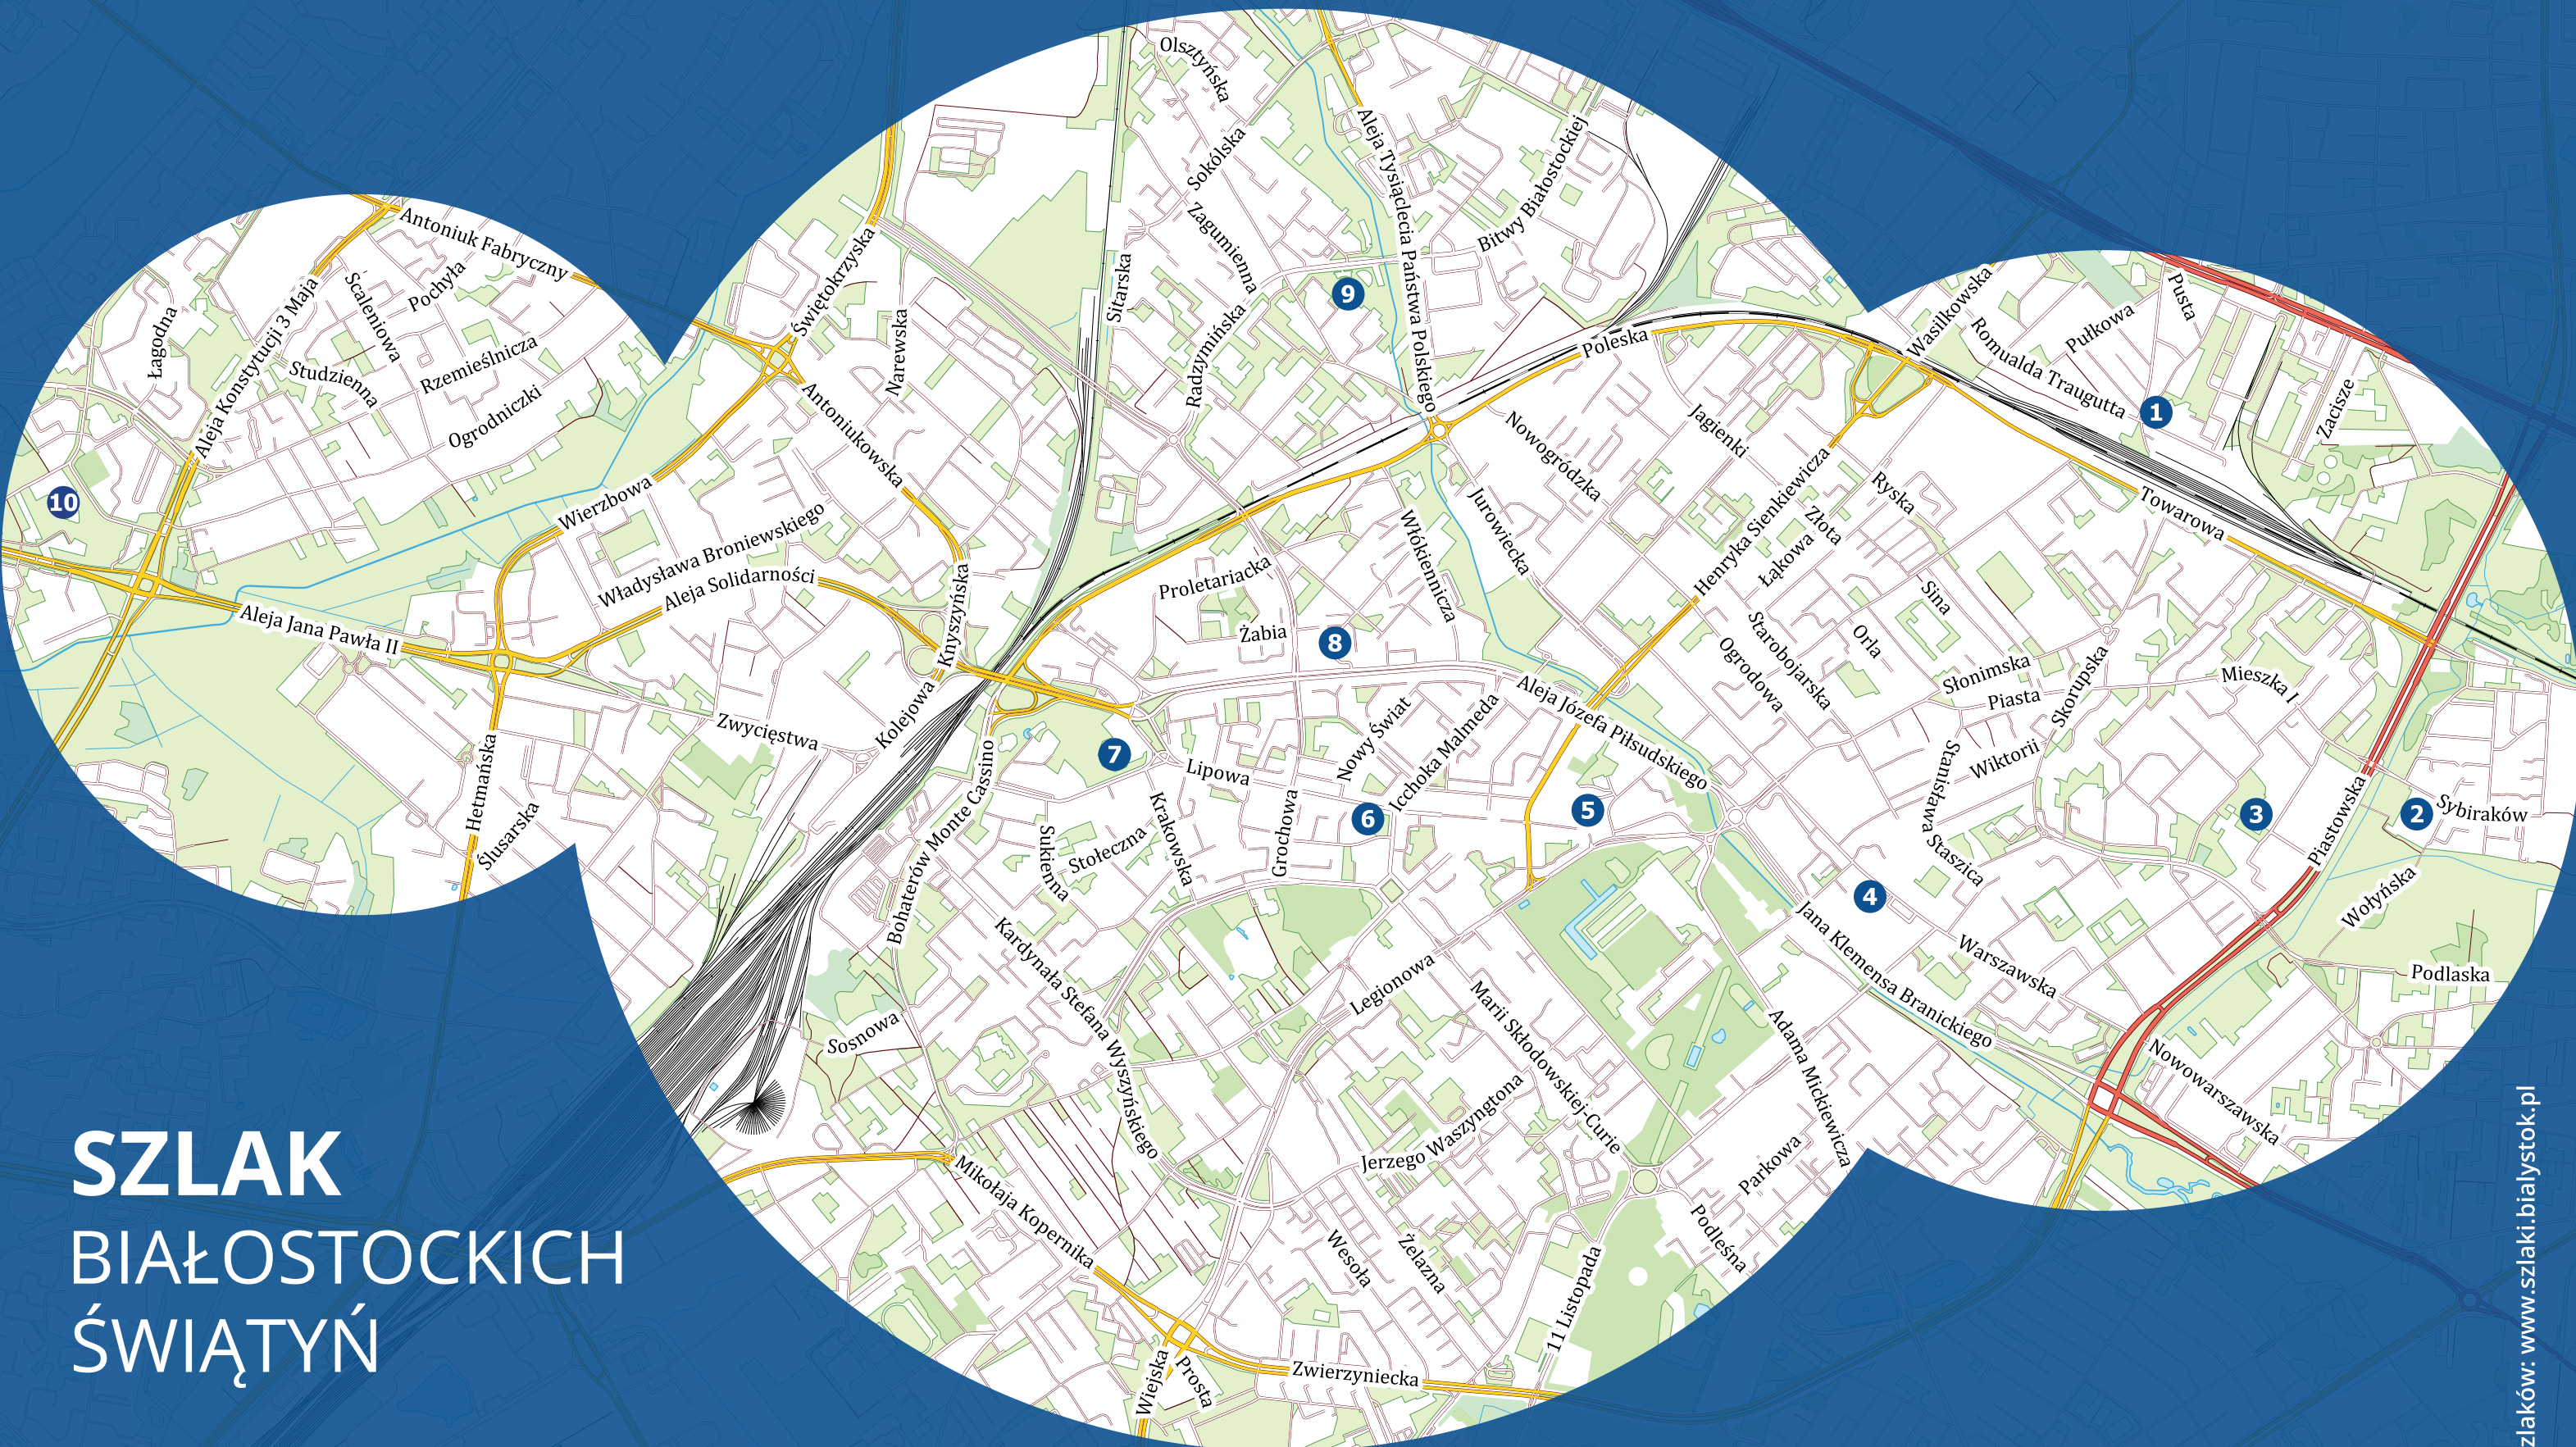 Olsztyńska
Sokólska
Zagumienna
Aleja Tysiąclecia Państwa Polskiego
Bitwy Białostockiej
Antoniuk Fabryczny
Świętokrzyska
Sitarska
Narewska
Radzymińska
9
Łagodna
Aleja Konstytucji 3 Maja
Scaleniowa
Pochyła
Studzienna
Rzemieślnicza
Ogrodniczki
Antoniukowska
Poleska
Wasilkowska
Romualda Traugutta
Pułkowa
Pusta
Zacisze
1
Nowogródzka
Jagienki
Henryka Sienkiewicza
Ryska
Złota
Łąkowa
Towarowa
10
Wierzbowa
Władysława Broniewskiego
Aleja Solidarności
Knyszyńska
Proletariacka
Włókiennicza
Jurowiecka
Żabia
8
Sina
Orla
Starobojarska
Ogrodowa
Słonimska
Piasta
Skorupska
Mieszka I
Aleja Jana Pawła II
Zwycięstwa
Kolejowa
Hetmańska
Ślusarska
7
Lipowa
Nowy Świat
Icchoka Malmeda
Aleja Józefa Piłsudskiego
Wiktorii
Stanisława Staszica
Piastowska
3
2
Sybiraków
5
6
Grochowa
Krakowska
Stołeczna
Sukienna
Bohaterów Monte Cassino
4
Wołyńska
Podlaska
Warszawska
Jana Klemensa Branickiego
Nowowarszawska
Kardynała Stefana Wyszyńskiego
Legionowa
Marii Skłodowskiej-Curie
Adama Mickiewicza
Sosnowa
Jerzego Waszyngtona
Parkowa
Podleśna
Mikołaja Kopernika
Wesoła
Żelazna
11 Listopada
Zwierzyniecka
Wiejska
Prosta
SZLAK
BIAŁOSTOCKICH
ŚWIĄTYŃ
zlaków: www.szlaki.bialystok.pl